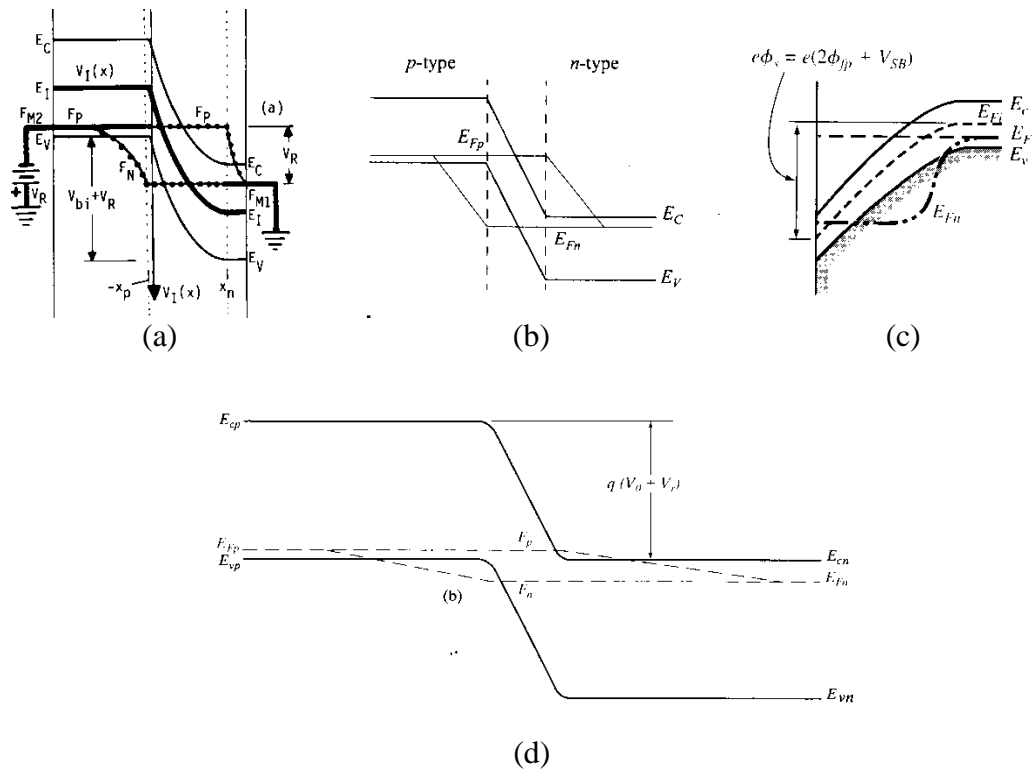 E_C
V_I(x)
E_I
F_P
F_P
(a)
F_M2
E_V
V_R
F_N
E_C
V_R
V_bi+V_R
F_M1
E_I
E_V
-x_p
V_I(x)
x_n
(a)
p-type
n-type
E_Fp
E_C
E_Fn
E_V
(b)
eϕ_s = e(2ϕ_fp + V_SB)
E_c
E_Fi
E_F
E_v
E_Fn
(c)
E_cp
q (V_0 + V_r)
E_Fp
F_p
E_vp
E_cn
(b)
F_n
E_Fn
E_vn
(d)